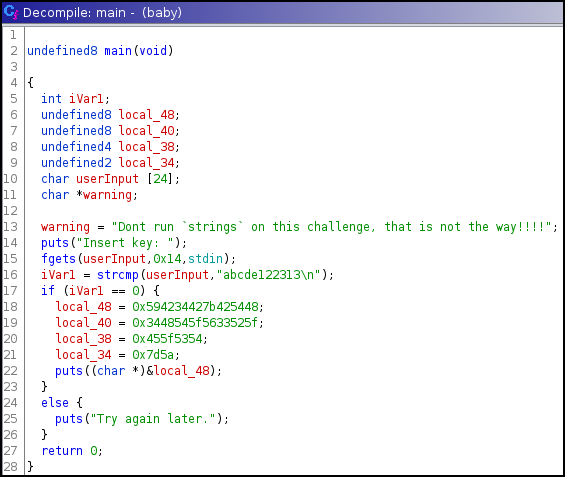 Decompile: main - (baby)
1
2 undefined8 main(void)
3
4 {
5 int iVar1;
6 undefined8 local_48;
7 undefined8 local_40;
8 undefined4 local_38;
9 undefined2 local_34;
10 char userInput [24];
11 char *warning;
12
13 warning = "Dont run `strings` on this challenge, that is not the way!!!!";
14 puts("Insert key: ");
15 fgets(userInput,0x14,stdin);
16 iVar1 = strcmp(userInput,"abcde122313\n");
17 if (iVar1 == 0) {
18 local_48 = 0x594234427b425448;
19 local_40 = 0x3448545f5633525f;
20 local_38 = 0x455f5354;
21 local_34 = 0x7d5a;
22 puts((char *)&local_48);
23 }
24 else {
25 puts("Try again later.");
26 }
27 return 0;
28 }